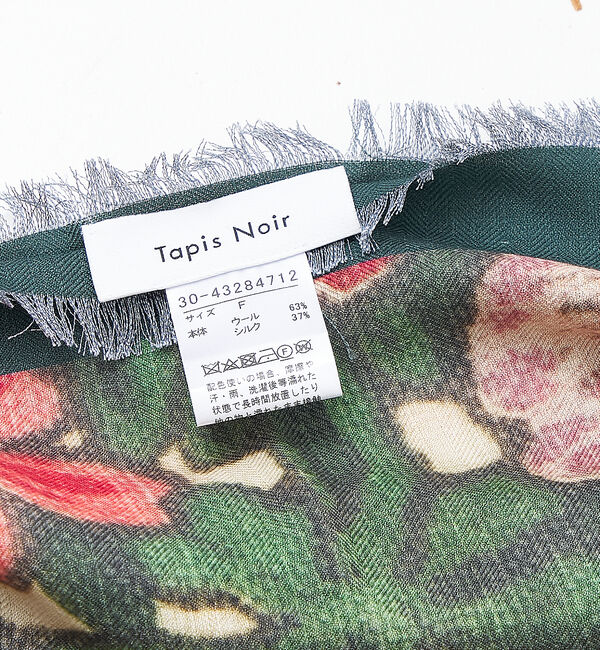 Tapis Noir
30-43284712
サイズ F
本体 ウール 63%
シルク 37%
F W
配色使いの場合、摩擦や
汗・雨、洗濯後等濡れた
状態で長時間放置したり